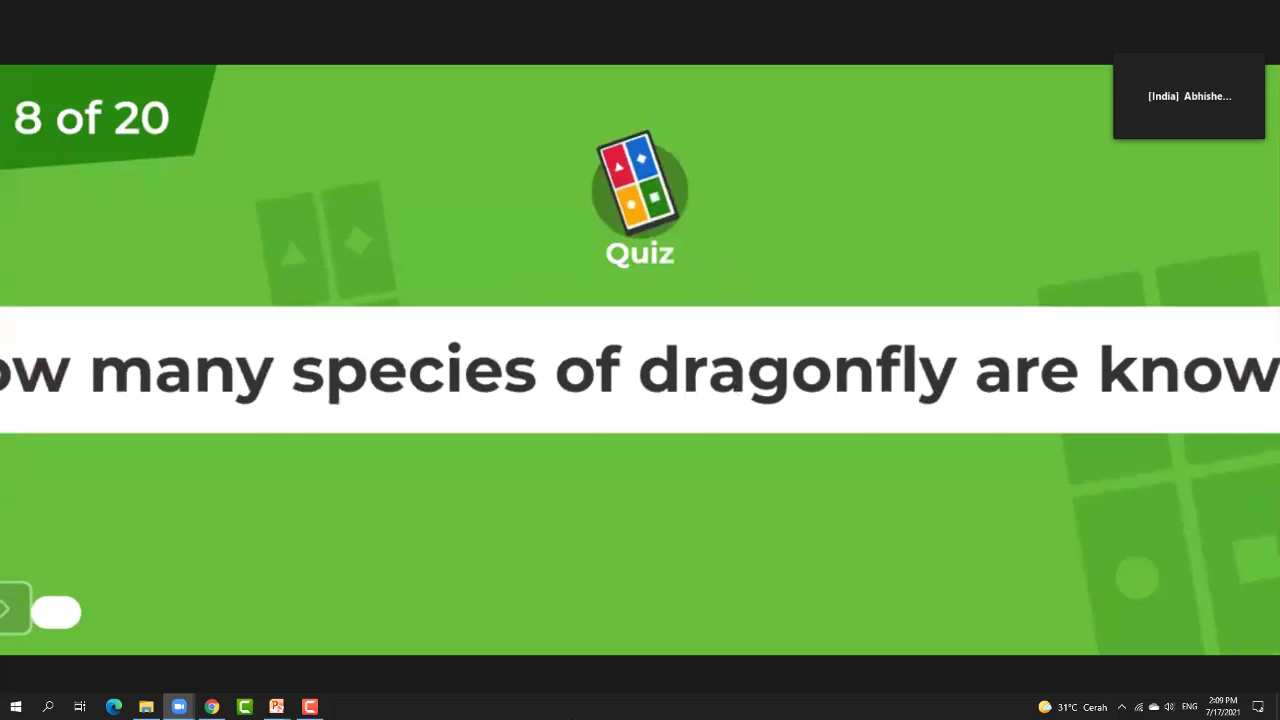 8 of 20
[India] Abhishe...
Quiz
ow many species of dragonfly are know
31°C Cerah
ENG
2:09 PM
7/17/2021